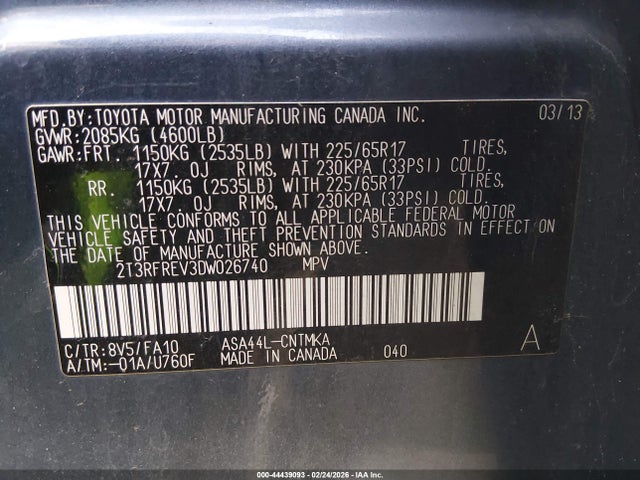 MFD.BY:TOYOTA MOTOR MANUFACTURING CANADA INC. 03/13
GVWR:2085KG (4600LB)
GAWR:FRT. 1150KG (2535LB) WITH 225/65R17 TIRES,
17X7. 0J RIMS, AT 230KPA (33PSI) COLD.
RR. 1150KG (2535LB) WITH 225/65R17 TIRES,
17X7. 0J RIMS, AT 230KPA (33PSI) COLD.
THIS VEHICLE CONFORMS TO ALL APPLICABLE FEDERAL MOTOR
VEHICLE SAFETY AND THEFT PREVENTION STANDARDS IN EFFECT ON
THE DATE OF MANUFACTURE SHOWN ABOVE.
2T3RFREV3DW026740 MPV
C/TR:8V5/FA10 ASA44L-CNTMKA A
A/TM:-01A/U760F MADE IN CANADA 040
000-44439093 - 02/24/2026 - IAA Inc.